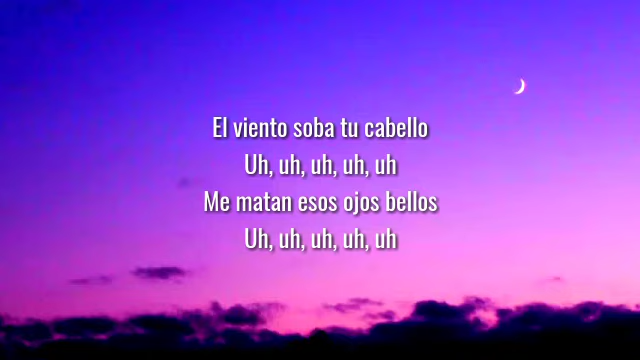 El viento soba tu cabello
Uh, uh, uh, uh, uh
Me matan esos ojos bellos
Uh, uh, uh, uh, uh